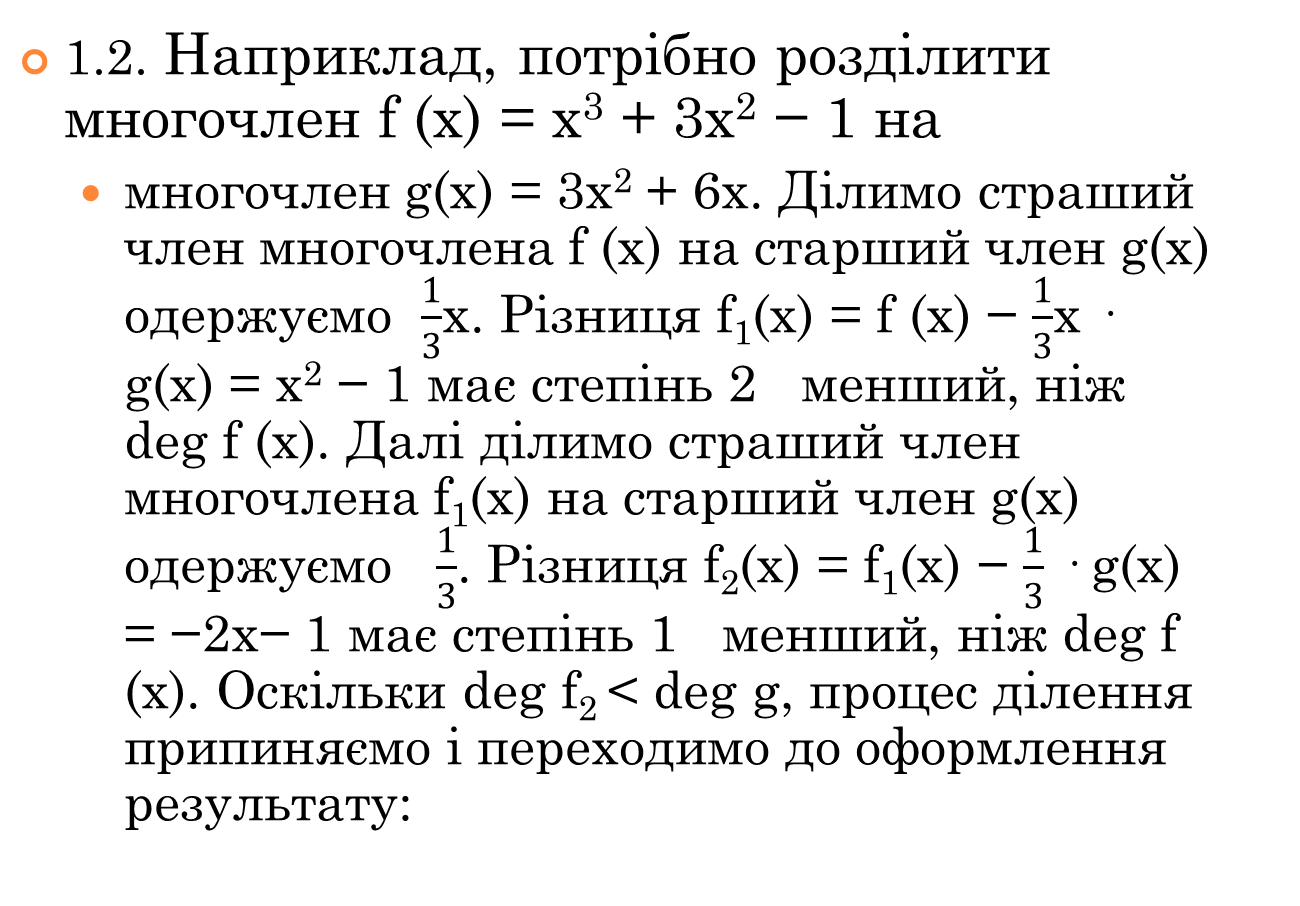 1.2. Наприклад, потрібно розділити
многочлен f (x) = x³ + 3x² − 1 на
многочлен g(x) = 3x² + 6x. Ділимо страший
член многочлена f (x) на старший член g(x)
одержуємо 1/3x. Різниця f₁(x) = f (x) − 1/3x ·
g(x) = x² − 1 має степінь 2 менший, ніж
deg f (x). Далі ділимо страший член
многочлена f₁(x) на старший член g(x)
одержуємо 1/3. Різниця f₂(x) = f₁(x) − 1/3 · g(x)
= −2x− 1 має степінь 1 менший, ніж deg f
(x). Оскільки deg f₂ < deg g, процес ділення
припиняємо і переходимо до оформлення
результату: